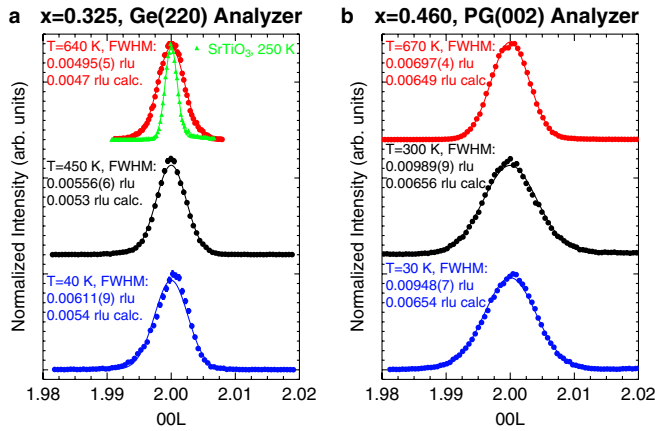 a x=0.325, Ge(220) Analyzer
T=640 K, FWHM:
0.00495(5) rlu
0.0047 rlu calc.
SrTiO3, 250 K
T=450 K, FWHM:
0.00556(6) rlu
0.0053 rlu calc.
T=40 K, FWHM:
0.00611(9) rlu
0.0054 rlu calc.
Normalized Intensity (arb. units)
1.98 1.99 2.00 2.01 2.02
00L
b x=0.460, PG(002) Analyzer
T=670 K, FWHM:
0.00697(4) rlu
0.00649 rlu calc.
T=300 K, FWHM:
0.00989(9) rlu
0.00656 rlu calc.
T=30 K, FWHM:
0.00948(7) rlu
0.00654 rlu calc.
Normalized Intensity (arb. units)
1.98 1.99 2.00 2.01 2.02
00L